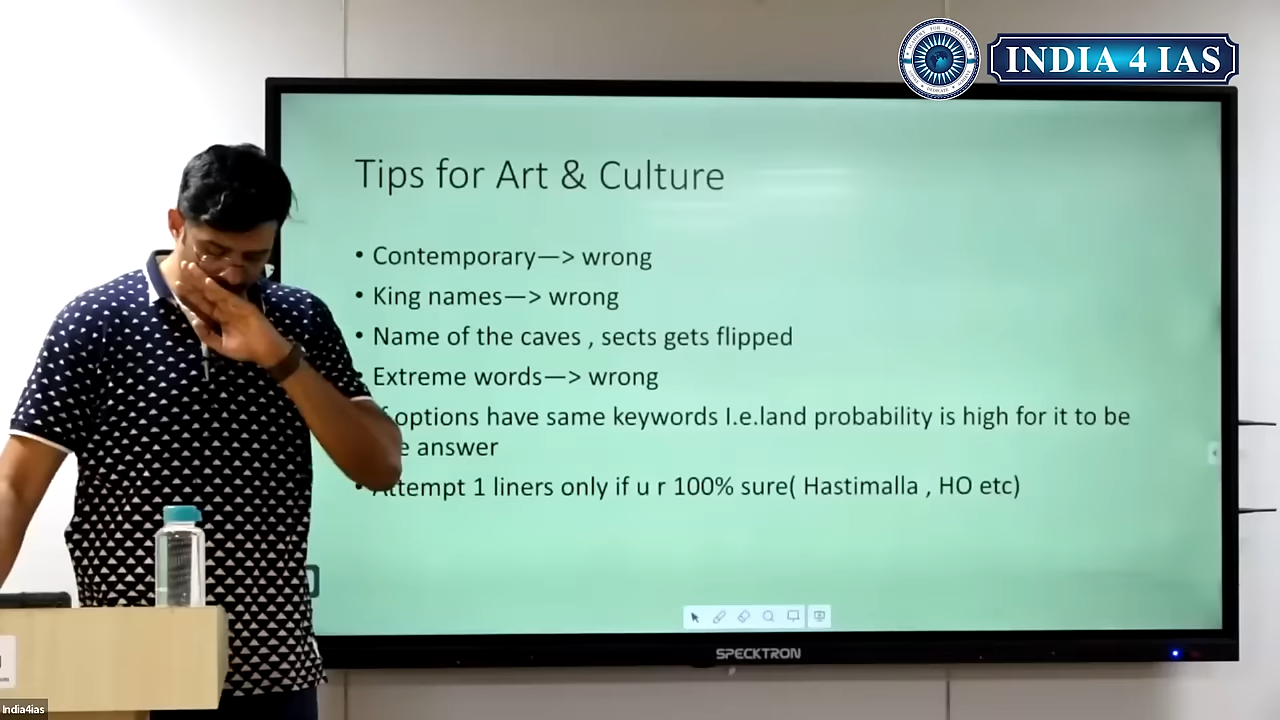 INDIA 4 IAS
Tips for Art & Culture
• Contemporary—> wrong
• King names—> wrong
• Name of the caves , sects gets flipped
Extreme words—> wrong
options have same keywords I.e.land probability is high for it to be
answer
• Attempt 1 liners only if u r 100% sure( Hastimalla , HO etc)
SPECKTRON
India4ias